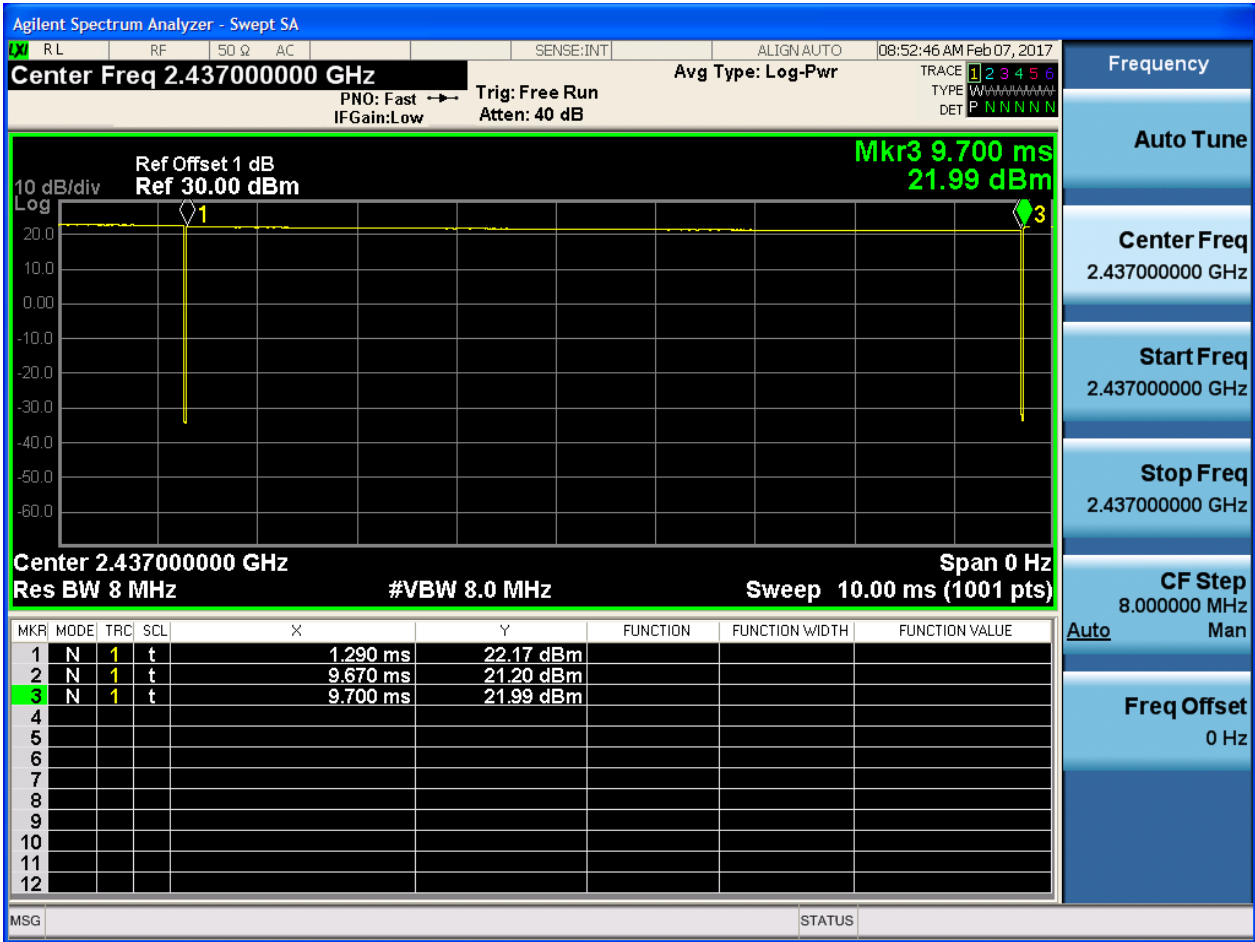 Agilent Spectrum Analyzer - Swept SA
LXI RL RF 50 Ω AC SENSE:INT ALIGN AUTO 08:52:46 AM Feb 07, 2017
Center Freq 2.437000000 GHz
PNO: Fast
IFGain:Low
Trig: Free Run
Atten: 40 dB
Avg Type: Log-Pwr
TRACE 1 2 3 4 5 6
TYPE WWWWWW
DET P N N N N N
Mkr3 9.700 ms
21.99 dBm
Ref Offset 1 dB
10 dB/div Ref 30.00 dBm
Log
1
3
20.0
10.0
0.00
-10.0
-20.0
-30.0
-40.0
-50.0
-60.0
Center 2.437000000 GHz Span 0 Hz
Res BW 8 MHz #VBW 8.0 MHz Sweep 10.00 ms (1001 pts)
MKR MODE TRC SCL X Y FUNCTION FUNCTION WIDTH FUNCTION VALUE
1 N 1 t 1.290 ms 22.17 dBm
2 N 1 t 9.670 ms 21.20 dBm
3 N 1 t 9.700 ms 21.99 dBm
4
5
6
7
8
9
10
11
12
MSG STATUS
Frequency
Auto Tune
Center Freq
2.437000000 GHz
Start Freq
2.437000000 GHz
Stop Freq
2.437000000 GHz
CF Step
8.000000 MHz
Auto Man
Freq Offset
0 Hz